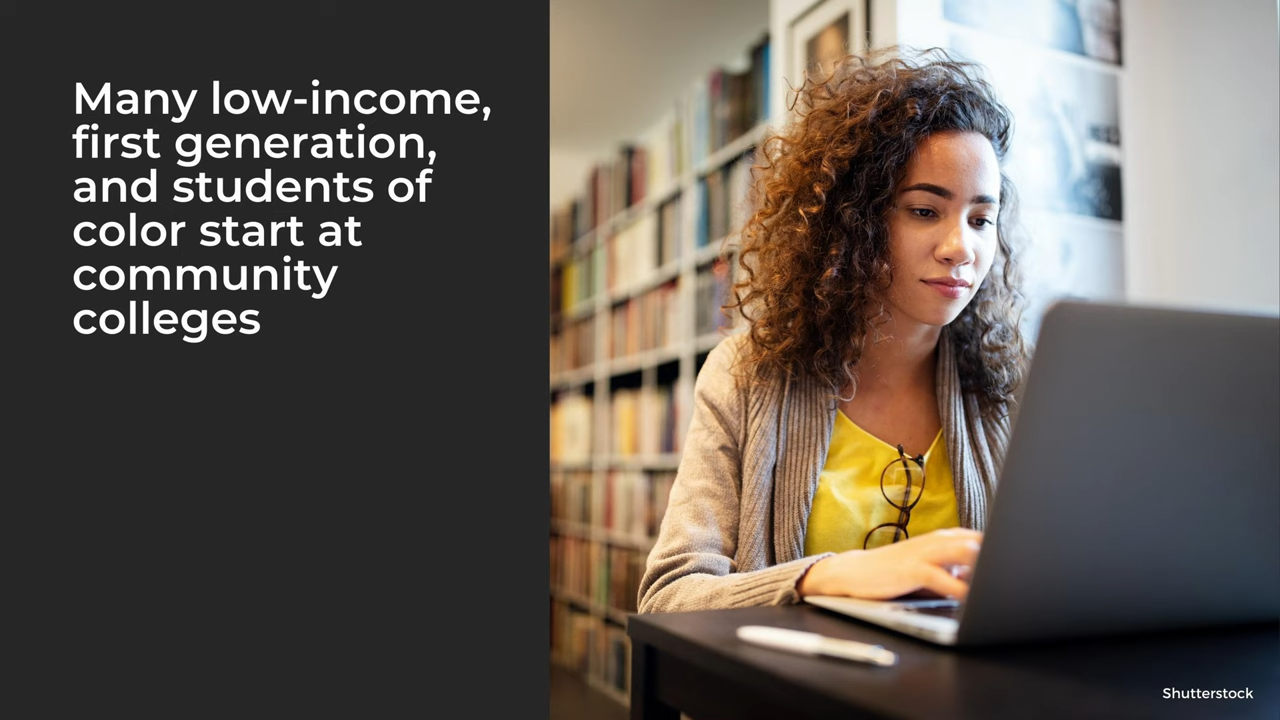 Many low-income,
first generation,
and students of
color start at
community
colleges
Shutterstock